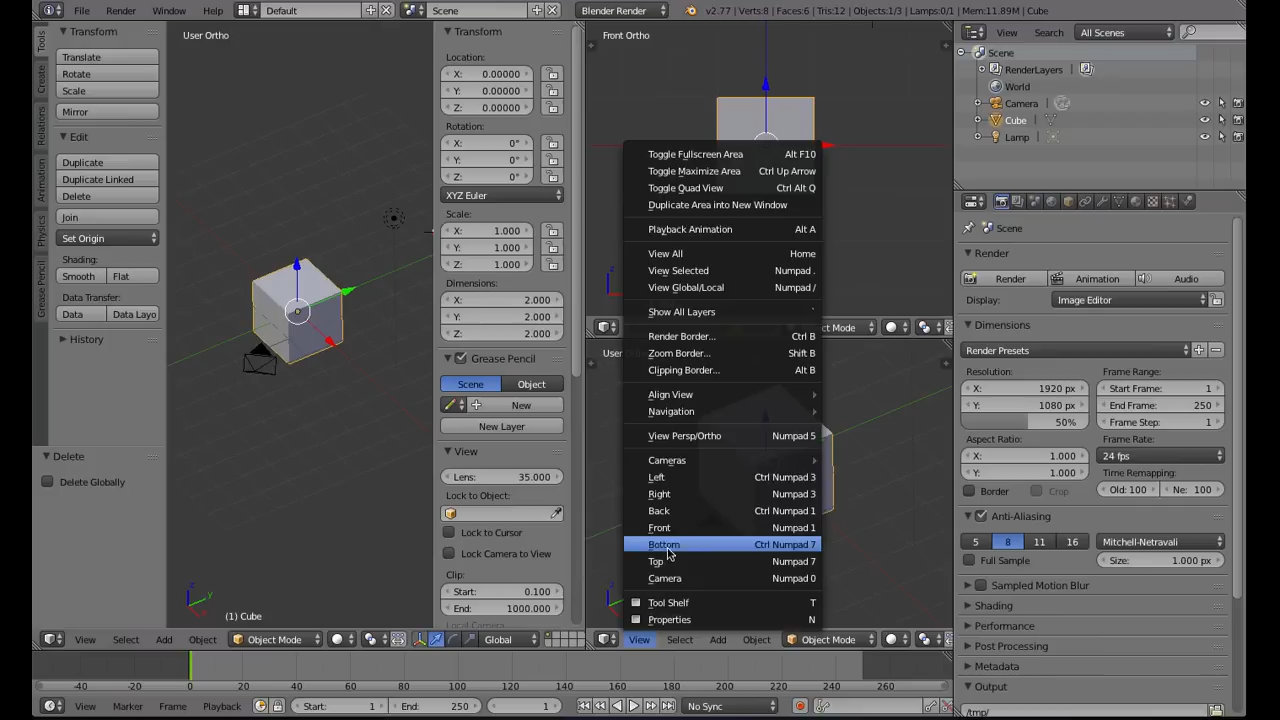 File Render Window Help Default Scene Blender Render v2.77 | Verts:8 | Faces:6 | Tris:12 | Objects:1/3 | Lamps:0/1 | Mem:11.89M | Cube
Tools
Create
Relations
Animation
Physics
Grease Pencil
Transform
Translate
Rotate
Scale
Mirror
Edit
Duplicate
Duplicate Linked
Delete
Join
Set Origin
Shading:
Smooth Flat
Data Transfer:
Data Data Layo
History
Delete
Delete Globally
User Ortho
(1) Cube
Transform
Location:
X: 0.00000
Y: 0.00000
Z: 0.00000
Rotation:
X: 0°
Y: 0°
Z: 0°
XYZ Euler
Scale:
X: 1.000
Y: 1.000
Z: 1.000
Dimensions:
X: 2.000
Y: 2.000
Z: 2.000
Grease Pencil
Scene Object
New
New Layer
View
Lens: 35.000
Lock to Object:
Lock to Cursor
Lock Camera to View
Clip:
Start: 0.100
End: 1000.000
Local Camera
View Select Add Object Object Mode Global
Front Ortho
Toggle Fullscreen Area Alt F10
Toggle Maximize Area Ctrl Up Arrow
Toggle Quad View Ctrl Alt Q
Duplicate Area into New Window
Playback Animation Alt A
View All Home
View Selected Numpad .
View Global/Local Numpad /
Show All Layers `
Render Border... Ctrl B
Zoom Border... Shift B
Clipping Border... Alt B
Align View
Navigation
View Persp/Ortho Numpad 5
Cameras
Left Ctrl Numpad 3
Right Numpad 3
Back Ctrl Numpad 1
Front Numpad 1
Bottom Ctrl Numpad 7
Top Numpad 7
Camera Numpad 0
Tool Shelf T
Properties N
ject Mode
User
View Select Add Object Object Mode
View Search All Scenes
Scene
RenderLayers
World
Camera
Cube
Lamp
Scene
Render
Render Animation Audio
Display: Image Editor
Dimensions
Render Presets
Resolution: Frame Range:
X: 1920 px Start Frame: 1
Y: 1080 px End Frame: 250
50% Frame Step: 1
Aspect Ratio: Frame Rate:
X: 1.000 24 fps
Y: 1.000 Time Remapping:
Border Crop Old: 100 Ne: 100
Anti-Aliasing
5 8 11 16 Mitchell-Netravali
Full Sample Size: 1.000 px
Sampled Motion Blur
Shading
Performance
Post Processing
Metadata
Output
/tmp/
-40 -20 0 20 40 60 80 100 120 140 160 180 200 220 240 260
View Marker Frame Playback Start: 1 End: 250 1 No Sync